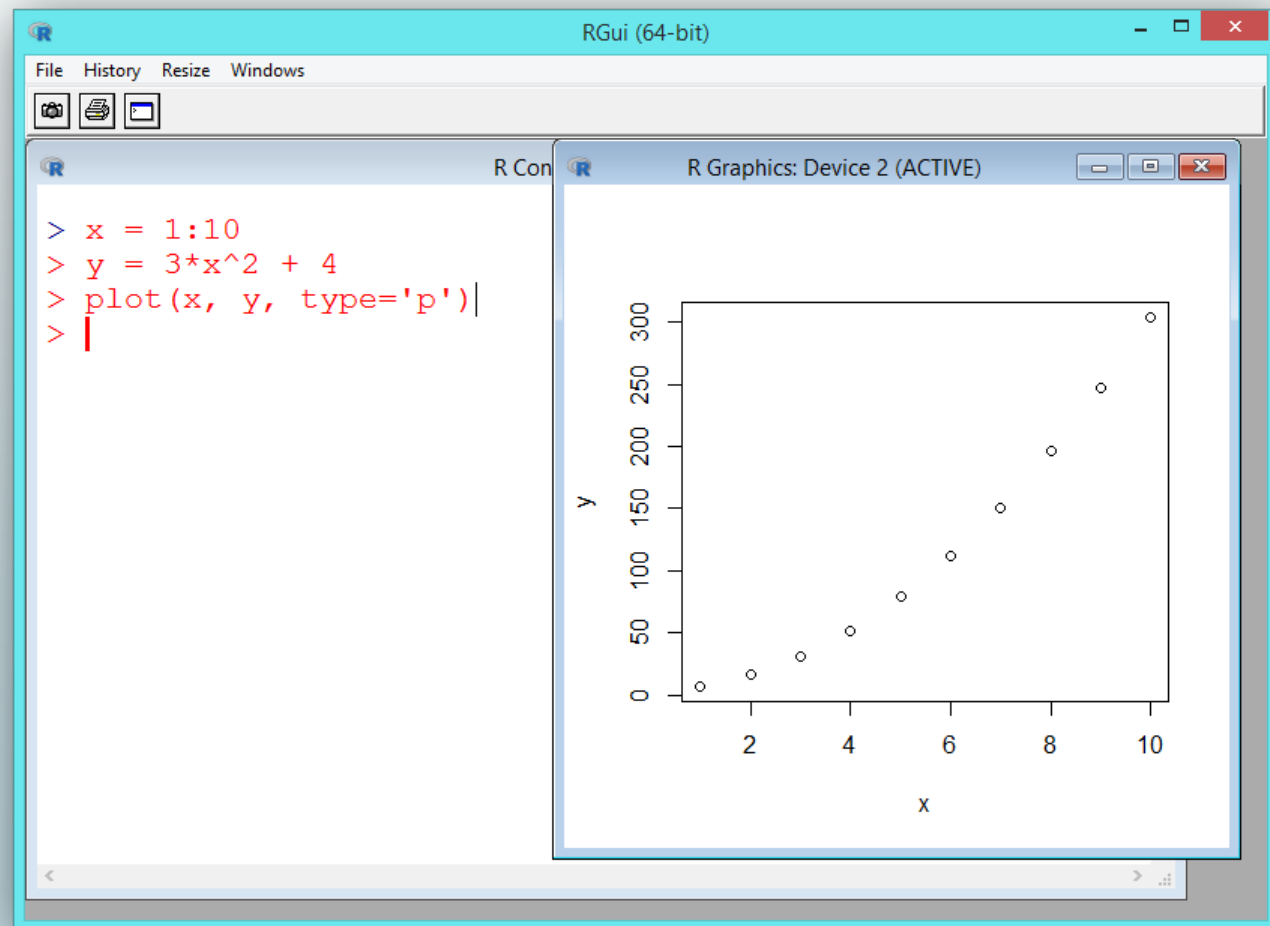 RGui (64-bit)
File History Resize Windows
R Con
> x = 1:10
> y = 3*x^2 + 4
> plot(x, y, type='p')
>
R Graphics: Device 2 (ACTIVE)
300
250
200
150
100
50
0
y
2 4 6 8 10
x